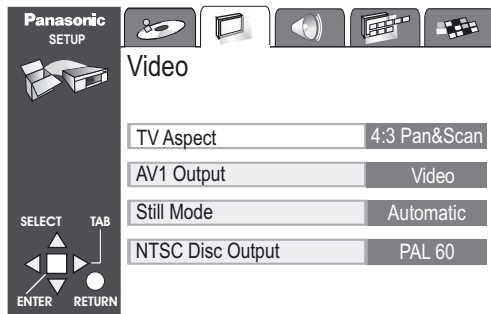 Panasonic
SETUP
Video
TV Aspect 4:3 Pan&Scan
AV1 Output Video
Still Mode Automatic
NTSC Disc Output PAL 60
SELECT TAB
ENTER RETURN